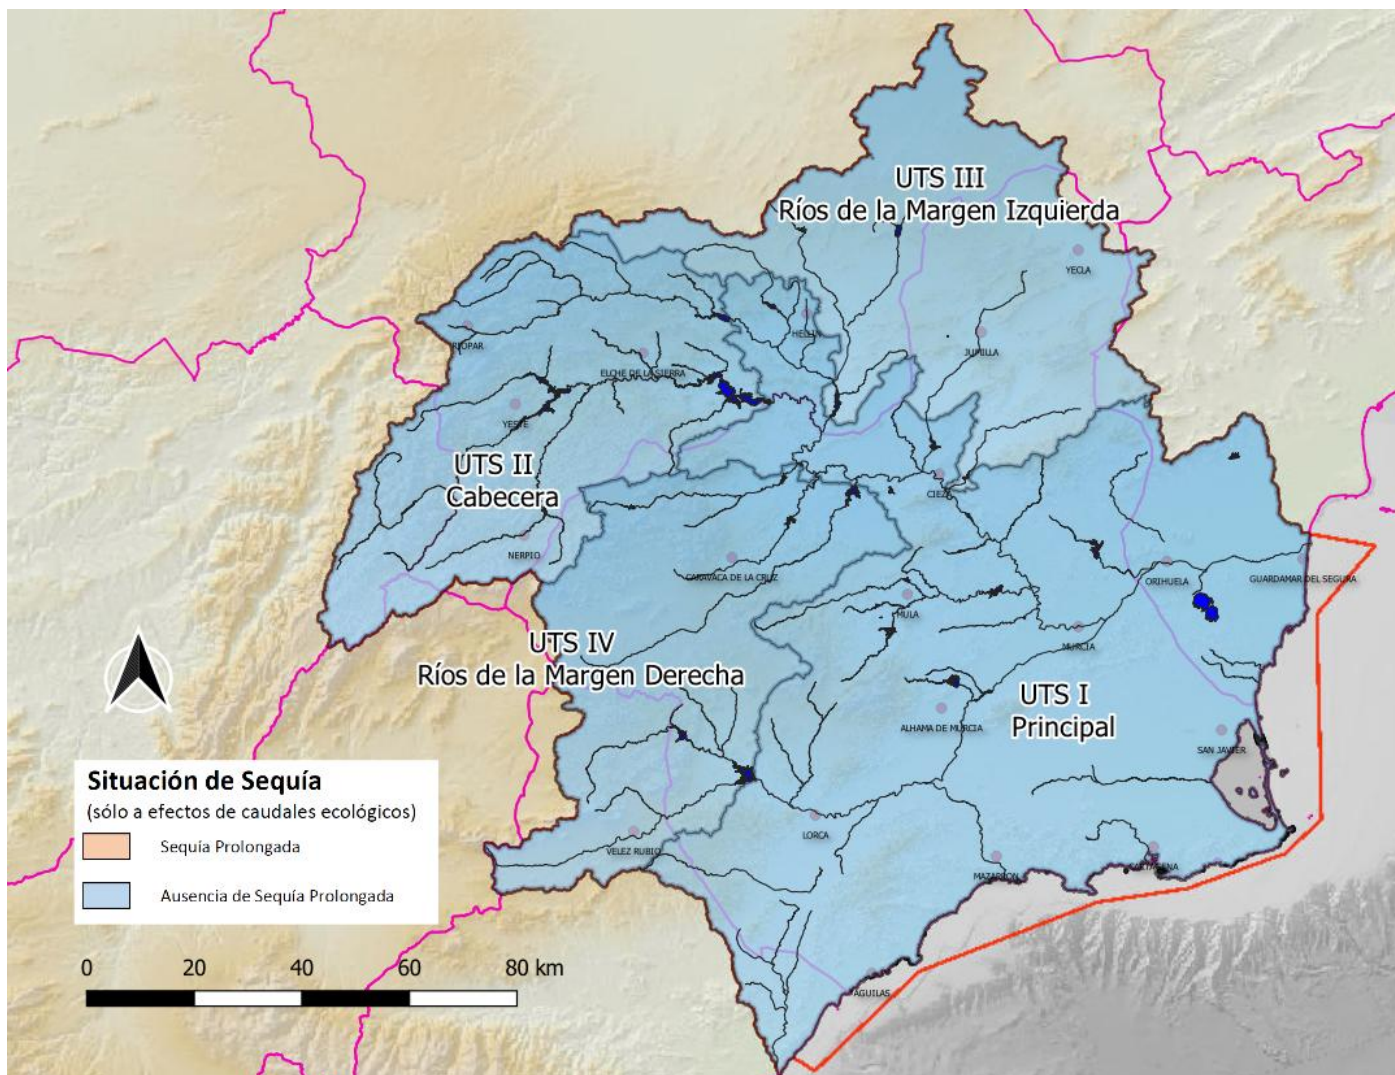 UTS III
Ríos de la Margen Izquierda
YECLA
HELLIN
RIOPAR
JUMILLA
ELCHE DE LA SIERRA
YESTE
UTS II
Cabecera
CIEZA
NERPIO
CARAVACA DE LA CRUZ
ORIHUELA
GUARDAMAR DEL SEGURA
MULA
MURCIA
UTS IV
Ríos de la Margen Derecha
UTS I
Principal
ALHAMA DE MURCIA
SAN JAVIER
LORCA
VELEZ RUBIO
CARTAGENA
MAZARRON
AGUILAS
Situación de Sequía
(sólo a efectos de caudales ecológicos)
Sequía Prolongada
Ausencia de Sequía Prolongada
0 20 40 60 80 km